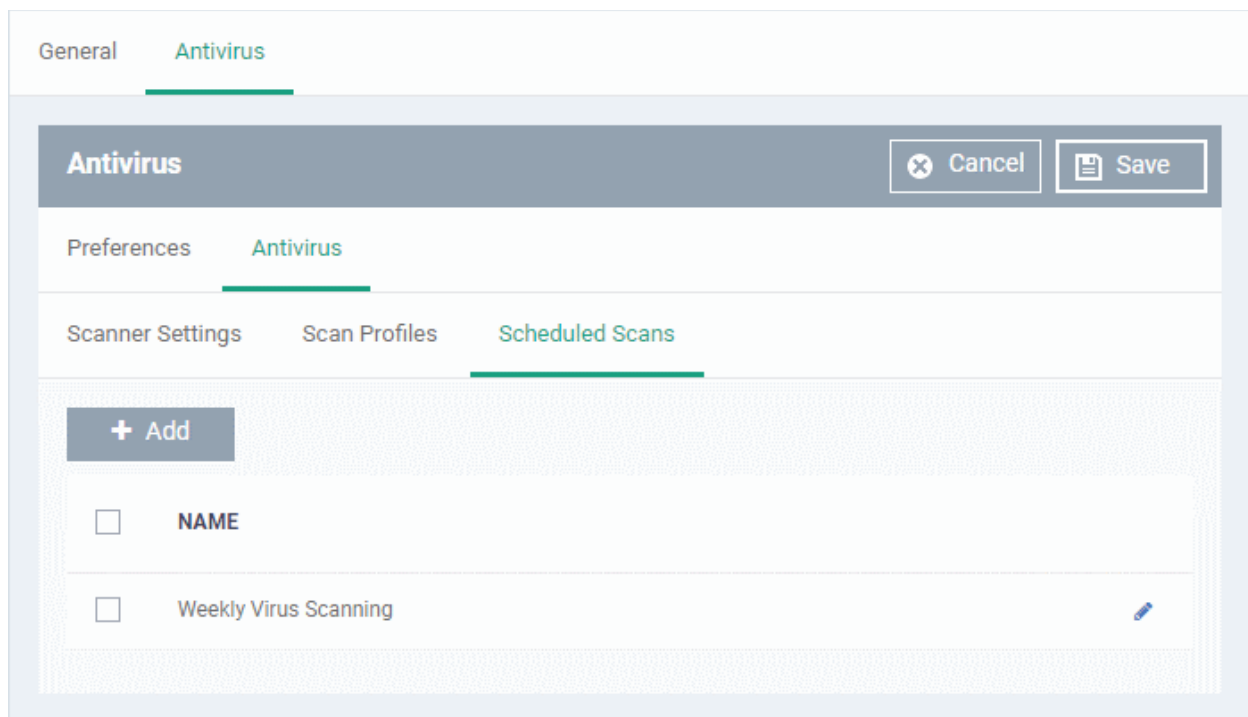 General Antivirus
Antivirus Cancel Save
Preferences Antivirus
Scanner Settings Scan Profiles Scheduled Scans
+ Add
NAME
Weekly Virus Scanning